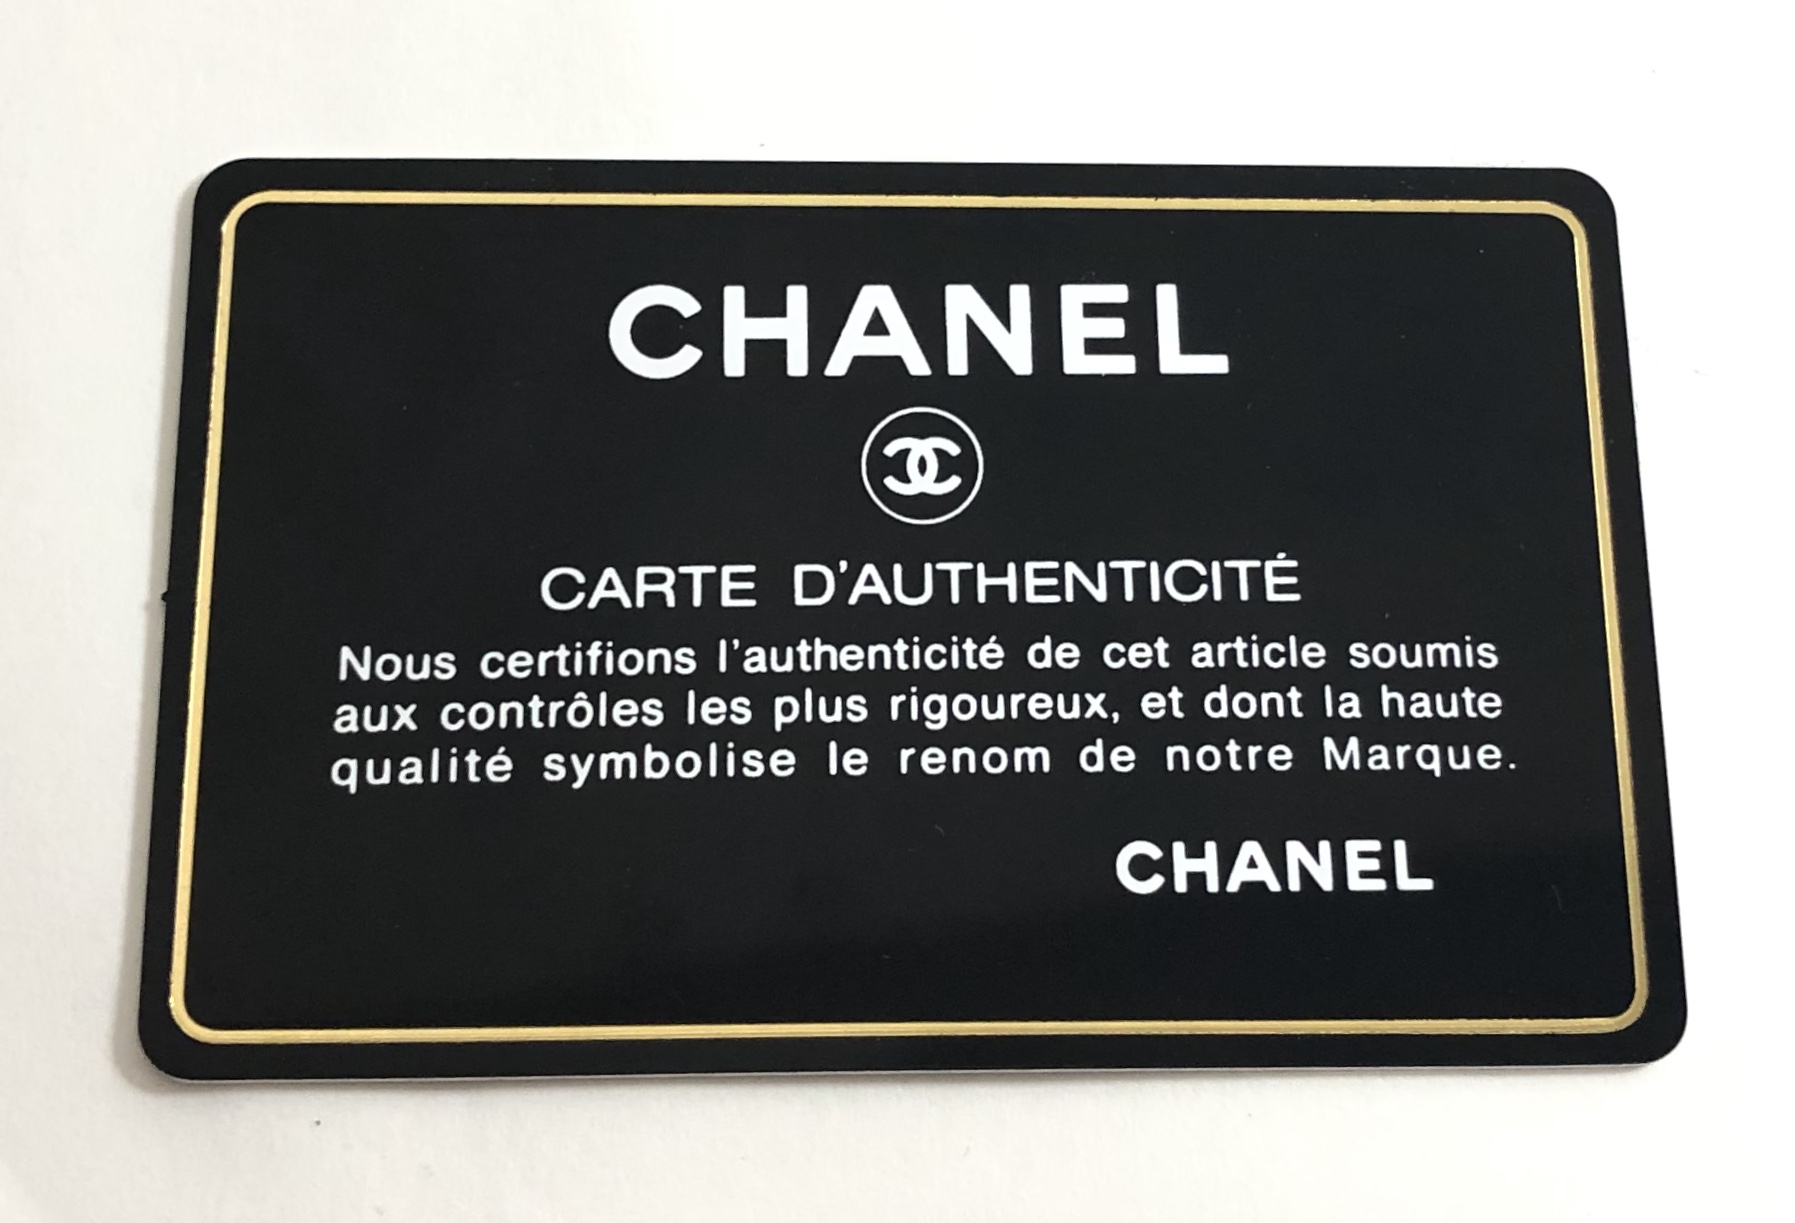 CHANEL
CARTE D'AUTHENTICITÉ
Nous certifions l'authenticité de cet article soumis
aux contrôles les plus rigoureux, et dont la haute
qualité symbolise le renom de notre Marque.
CHANEL